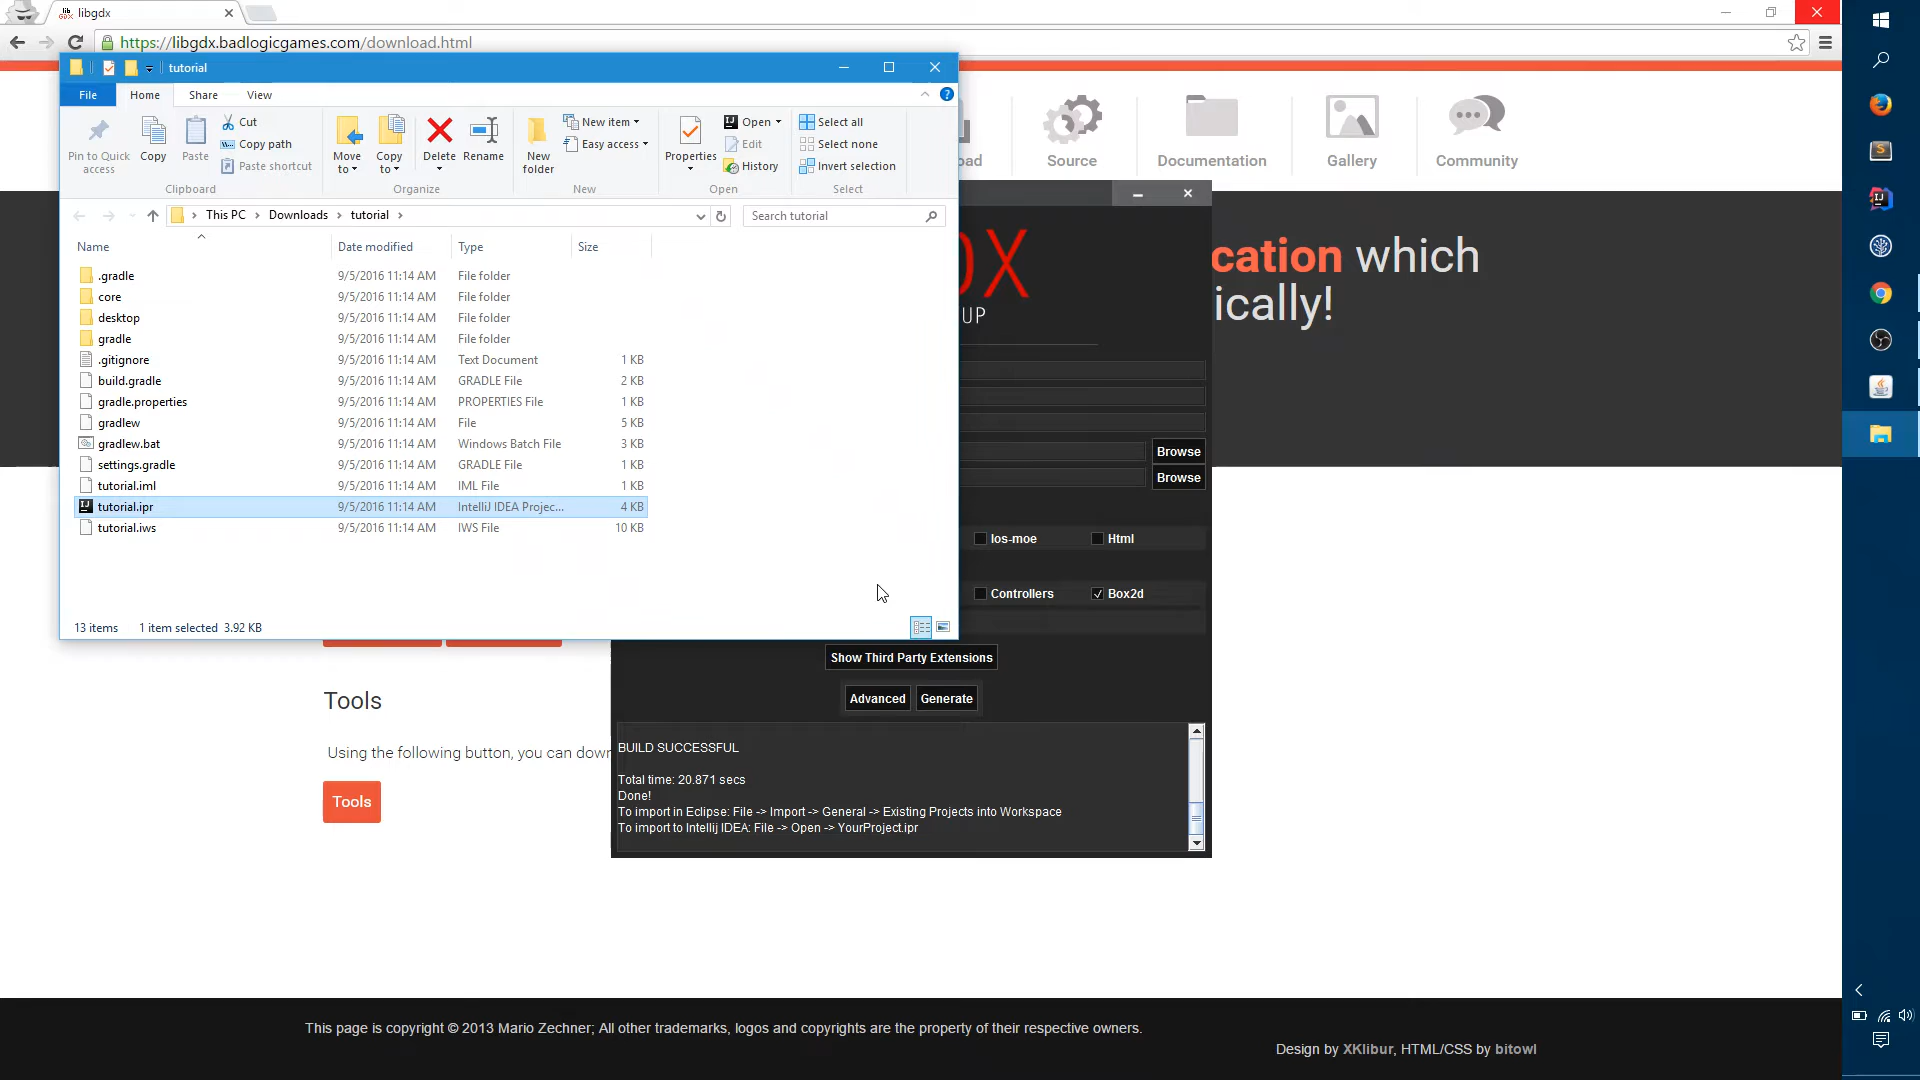 libgdx
https://libgdx.badlogicgames.com/download.html
tutorial
File Home Share View
Pin to Quick access
Copy
Paste
Cut
Copy path
Paste shortcut
Clipboard
Move to
Copy to
Delete
Rename
Organize
New folder
New item
Easy access
New
Properties
Open
Edit
History
Open
Select all
Select none
Invert selection
Select
This PC > Downloads > tutorial >
Search tutorial
Name Date modified Type Size
.gradle 9/5/2016 11:14 AM File folder
core 9/5/2016 11:14 AM File folder
desktop 9/5/2016 11:14 AM File folder
gradle 9/5/2016 11:14 AM File folder
.gitignore 9/5/2016 11:14 AM Text Document 1 KB
build.gradle 9/5/2016 11:14 AM GRADLE File 2 KB
gradle.properties 9/5/2016 11:14 AM PROPERTIES File 1 KB
gradlew 9/5/2016 11:14 AM File 5 KB
gradlew.bat 9/5/2016 11:14 AM Windows Batch File 3 KB
settings.gradle 9/5/2016 11:14 AM GRADLE File 1 KB
tutorial.iml 9/5/2016 11:14 AM IML File 1 KB
tutorial.ipr 9/5/2016 11:14 AM IntelliJ IDEA Projec... 4 KB
tutorial.iws 9/5/2016 11:14 AM IWS File 10 KB
13 items 1 item selected 3.92 KB
oad
Source
Documentation
Gallery
Community
cation which
ically!
DX
UP
Browse
Browse
Ios-moe Html
Controllers Box2d
Show Third Party Extensions
Advanced Generate
BUILD SUCCESSFUL
Total time: 20.871 secs
Done!
To import in Eclipse: File -> Import -> General -> Existing Projects into Workspace
To import to Intellij IDEA: File -> Open -> YourProject.ipr
Tools
Using the following button, you can down
Tools
This page is copyright © 2013 Mario Zechner; All other trademarks, logos and copyrights are the property of their respective owners.
Design by XKlibur, HTML/CSS by bitowl